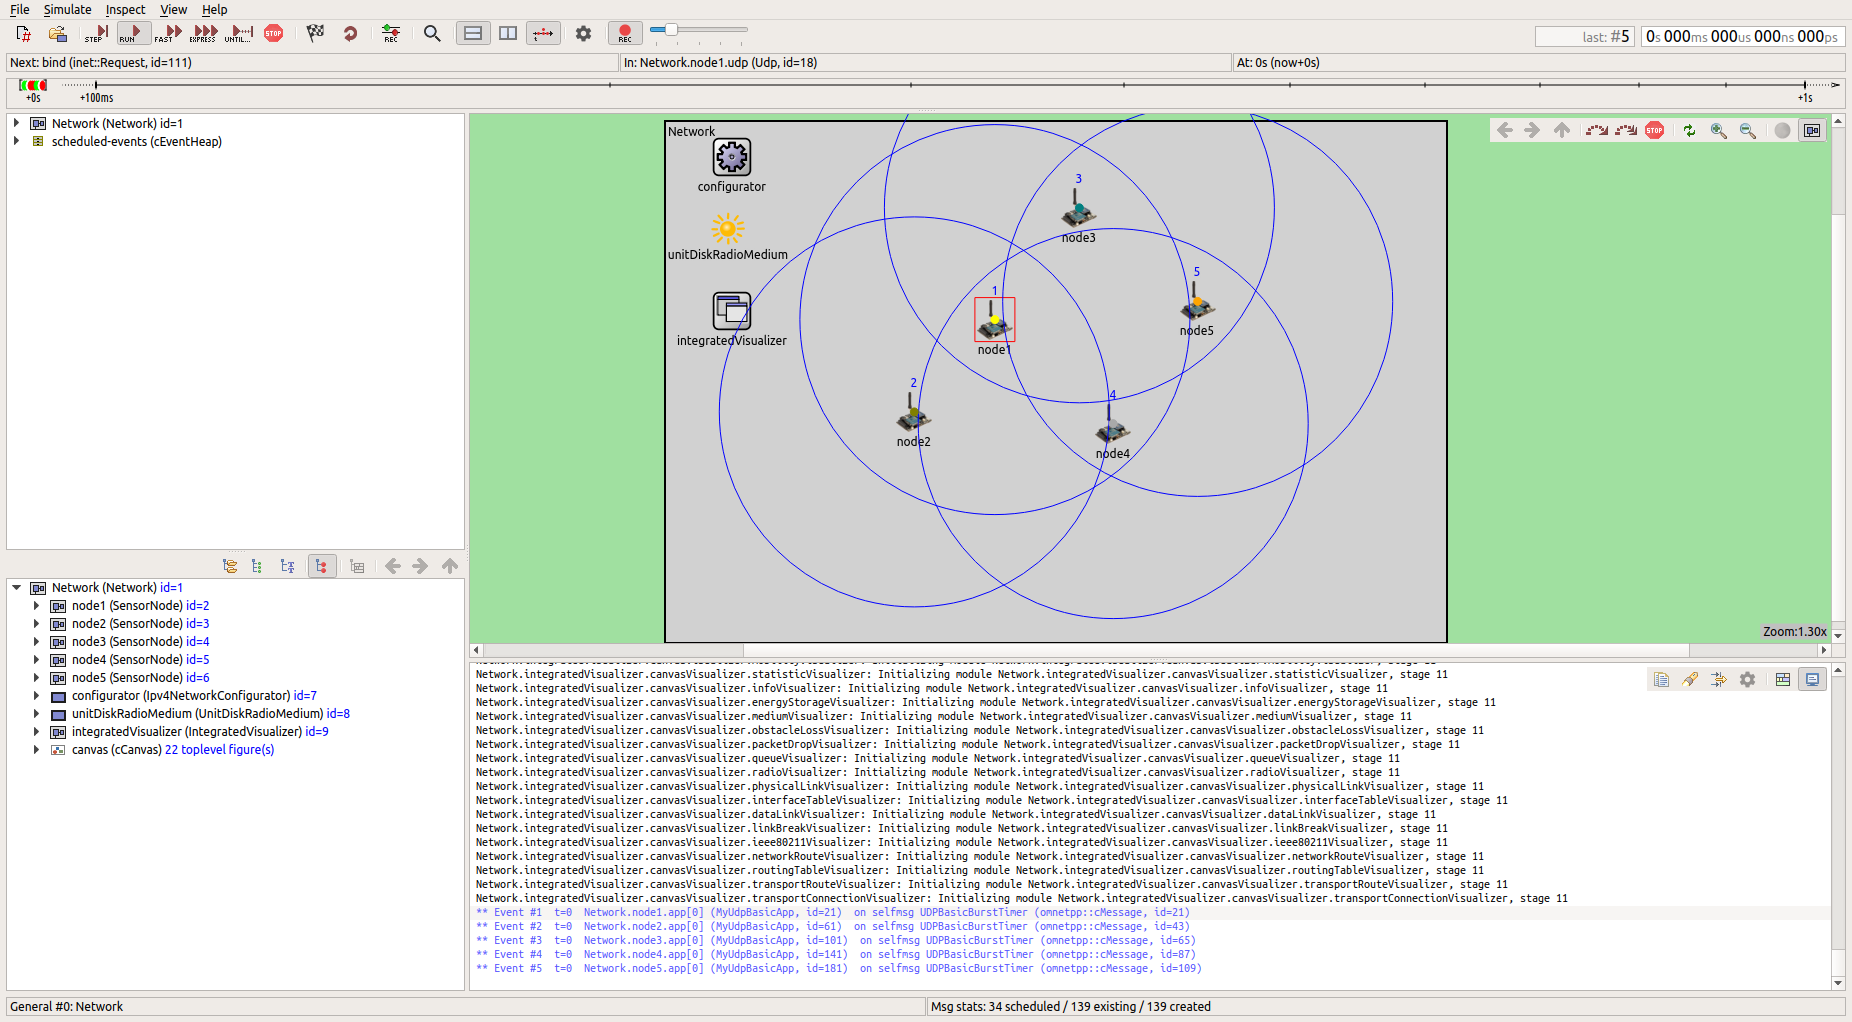 File Simulate Inspect View Help
STEP RUN FAST EXPRESS UNTIL... STOP REC REC last: #5 0s 000ms 000us 000ns 000ps
Next: bind (inet::Request, id=111) In: Network.node1.udp (Udp, id=18) At: 0s (now+0s)
+0s +100ms +1s
Network (Network) id=1
scheduled-events (cEventHeap)
Network (Network) id=1
node1 (SensorNode) id=2
node2 (SensorNode) id=3
node3 (SensorNode) id=4
node4 (SensorNode) id=5
node5 (SensorNode) id=6
configurator (Ipv4NetworkConfigurator) id=7
unitDiskRadioMedium (UnitDiskRadioMedium) id=8
integratedVisualizer (IntegratedVisualizer) id=9
canvas (cCanvas) 22 toplevel figure(s)
Network
STOP
configurator
3
node3
unitDiskRadioMedium
5
node5
1
node1
integratedVisualizer
2
node2
4
node4
Zoom:1.30x
Network.integratedVisualizer.canvasVisualizer.statisticVisualizer: Initializing module Network.integratedVisualizer.canvasVisualizer.statisticVisualizer, stage 11
Network.integratedVisualizer.canvasVisualizer.infoVisualizer: Initializing module Network.integratedVisualizer.canvasVisualizer.infoVisualizer, stage 11
Network.integratedVisualizer.canvasVisualizer.energyStorageVisualizer: Initializing module Network.integratedVisualizer.canvasVisualizer.energyStorageVisualizer, stage 11
Network.integratedVisualizer.canvasVisualizer.mediumVisualizer: Initializing module Network.integratedVisualizer.canvasVisualizer.mediumVisualizer, stage 11
Network.integratedVisualizer.canvasVisualizer.obstacleLossVisualizer: Initializing module Network.integratedVisualizer.canvasVisualizer.obstacleLossVisualizer, stage 11
Network.integratedVisualizer.canvasVisualizer.packetDropVisualizer: Initializing module Network.integratedVisualizer.canvasVisualizer.packetDropVisualizer, stage 11
Network.integratedVisualizer.canvasVisualizer.queueVisualizer: Initializing module Network.integratedVisualizer.canvasVisualizer.queueVisualizer, stage 11
Network.integratedVisualizer.canvasVisualizer.radioVisualizer: Initializing module Network.integratedVisualizer.canvasVisualizer.radioVisualizer, stage 11
Network.integratedVisualizer.canvasVisualizer.physicalLinkVisualizer: Initializing module Network.integratedVisualizer.canvasVisualizer.physicalLinkVisualizer, stage 11
Network.integratedVisualizer.canvasVisualizer.interfaceTableVisualizer: Initializing module Network.integratedVisualizer.canvasVisualizer.interfaceTableVisualizer, stage 11
Network.integratedVisualizer.canvasVisualizer.dataLinkVisualizer: Initializing module Network.integratedVisualizer.canvasVisualizer.dataLinkVisualizer, stage 11
Network.integratedVisualizer.canvasVisualizer.linkBreakVisualizer: Initializing module Network.integratedVisualizer.canvasVisualizer.linkBreakVisualizer, stage 11
Network.integratedVisualizer.canvasVisualizer.ieee80211Visualizer: Initializing module Network.integratedVisualizer.canvasVisualizer.ieee80211Visualizer, stage 11
Network.integratedVisualizer.canvasVisualizer.networkRouteVisualizer: Initializing module Network.integratedVisualizer.canvasVisualizer.networkRouteVisualizer, stage 11
Network.integratedVisualizer.canvasVisualizer.routingTableVisualizer: Initializing module Network.integratedVisualizer.canvasVisualizer.routingTableVisualizer, stage 11
Network.integratedVisualizer.canvasVisualizer.transportRouteVisualizer: Initializing module Network.integratedVisualizer.canvasVisualizer.transportRouteVisualizer, stage 11
Network.integratedVisualizer.canvasVisualizer.transportConnectionVisualizer: Initializing module Network.integratedVisualizer.canvasVisualizer.transportConnectionVisualizer, stage 11
** Event #1 t=0 Network.node1.app[0] (MyUdpBasicApp, id=21) on selfmsg UDPBasicBurstTimer (omnetpp::cMessage, id=21)
** Event #2 t=0 Network.node2.app[0] (MyUdpBasicApp, id=61) on selfmsg UDPBasicBurstTimer (omnetpp::cMessage, id=43)
** Event #3 t=0 Network.node3.app[0] (MyUdpBasicApp, id=101) on selfmsg UDPBasicBurstTimer (omnetpp::cMessage, id=65)
** Event #4 t=0 Network.node4.app[0] (MyUdpBasicApp, id=141) on selfmsg UDPBasicBurstTimer (omnetpp::cMessage, id=87)
** Event #5 t=0 Network.node5.app[0] (MyUdpBasicApp, id=181) on selfmsg UDPBasicBurstTimer (omnetpp::cMessage, id=109)
General #0: Network Msg stats: 34 scheduled / 139 existing / 139 created